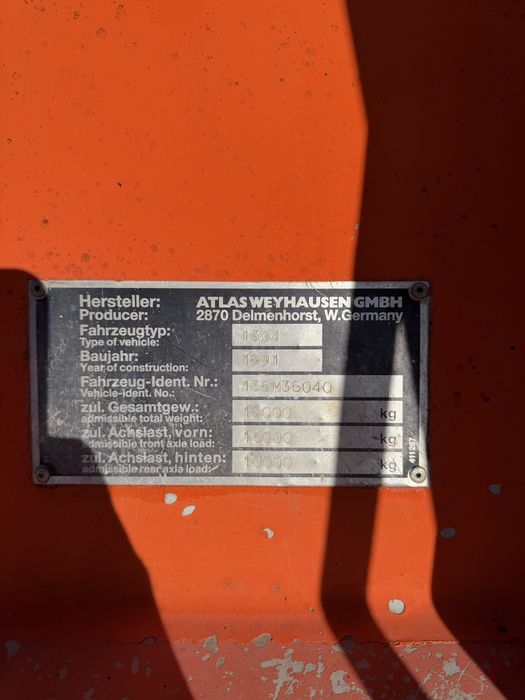 Hersteller: ATLAS WEYHAUSEN GMBH
Producer: 2870 Delmenhorst, W.Germany
Fahrzeugtyp: 1304
Type of vehicle:
Baujahr: 1991
Year of construction:
Fahrzeug-Ident. Nr.: 136M36040
Vehicle-ident. No.:
zul. Gesamtgew.: kg
admissible total weight:
zul. Achslast, vorn: 10000 kg
admissible front axle load:
zul. Achslast, hinten: 10000 kg
admissible rear axle load:
411257